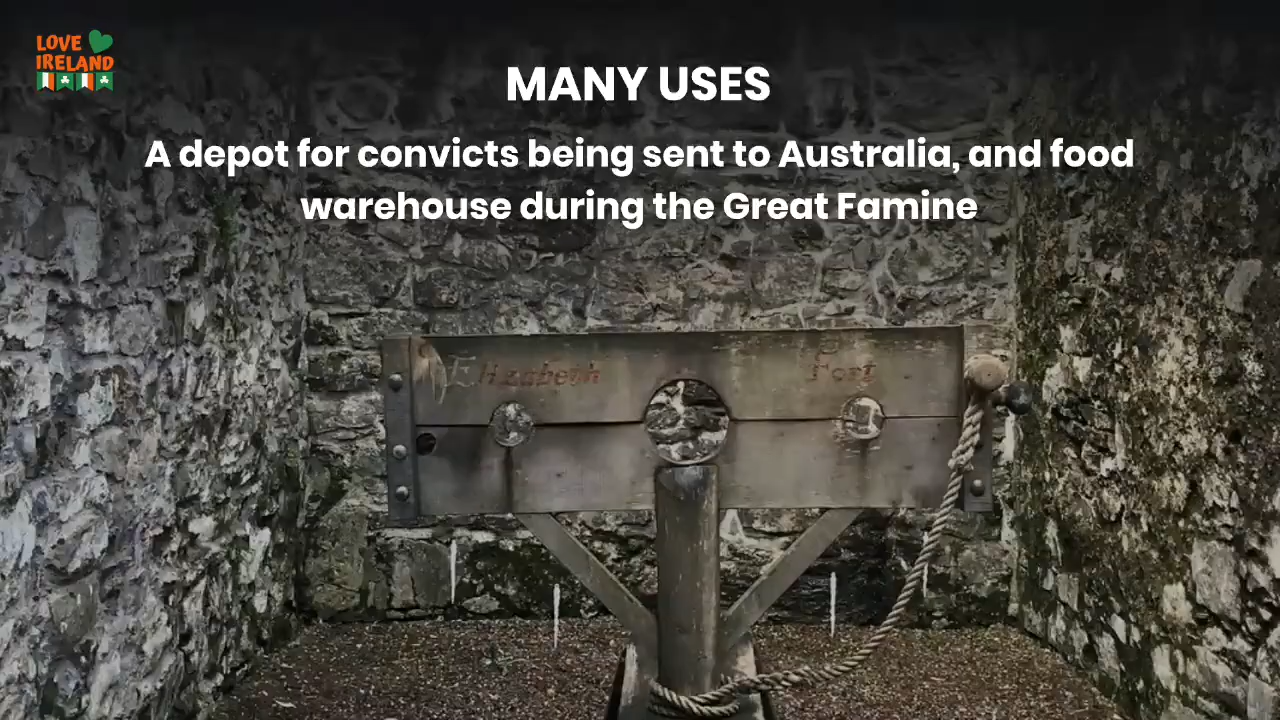 LOVE
IRELAND
MANY USES
A depot for convicts being sent to Australia, and food
warehouse during the Great Famine
Elizabeth Fort